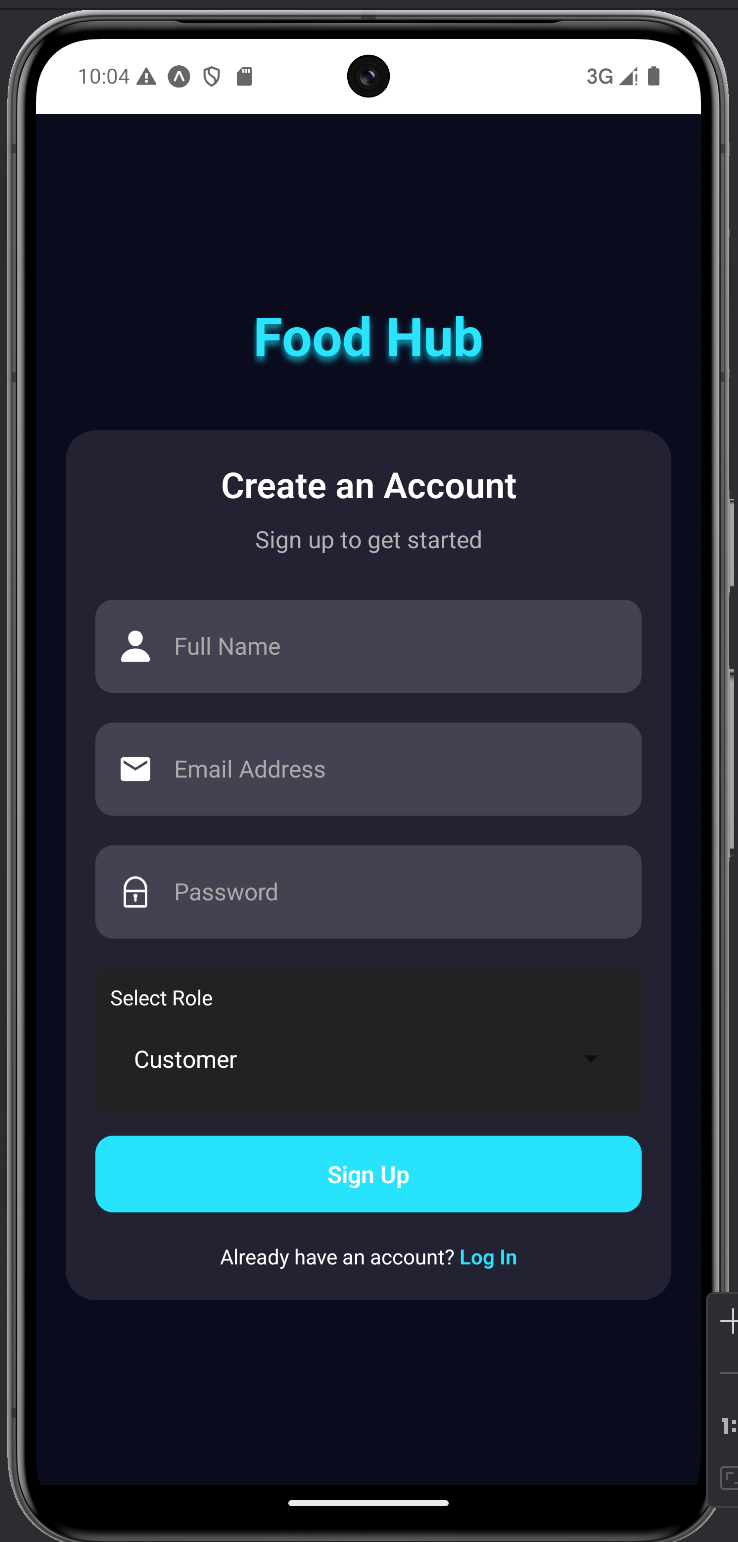 10:04
3G
Food Hub
Create an Account
Sign up to get started
Full Name
Email Address
Password
Select Role
Customer
Sign Up
Already have an account? Log In
1: